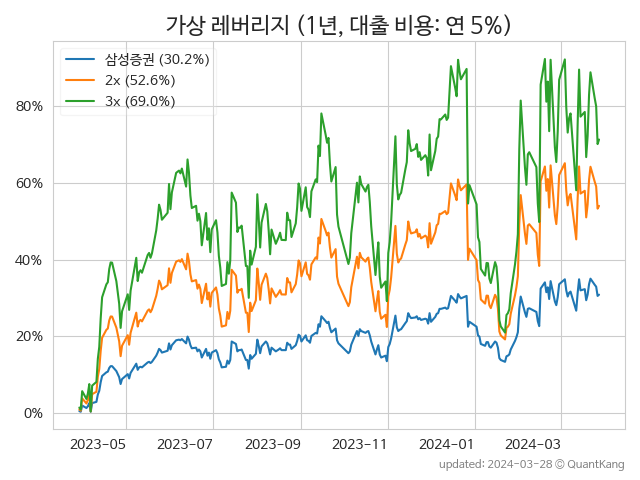 가상 레버리지 (1년, 대출 비용: 연 5%)
삼성증권 (30.2%)
2x (52.6%)
3x (69.0%)
80%
60%
40%
20%
0%
2023-05 2023-07 2023-09 2023-11 2024-01 2024-03
updated: 2024-03-28 © QuantKang